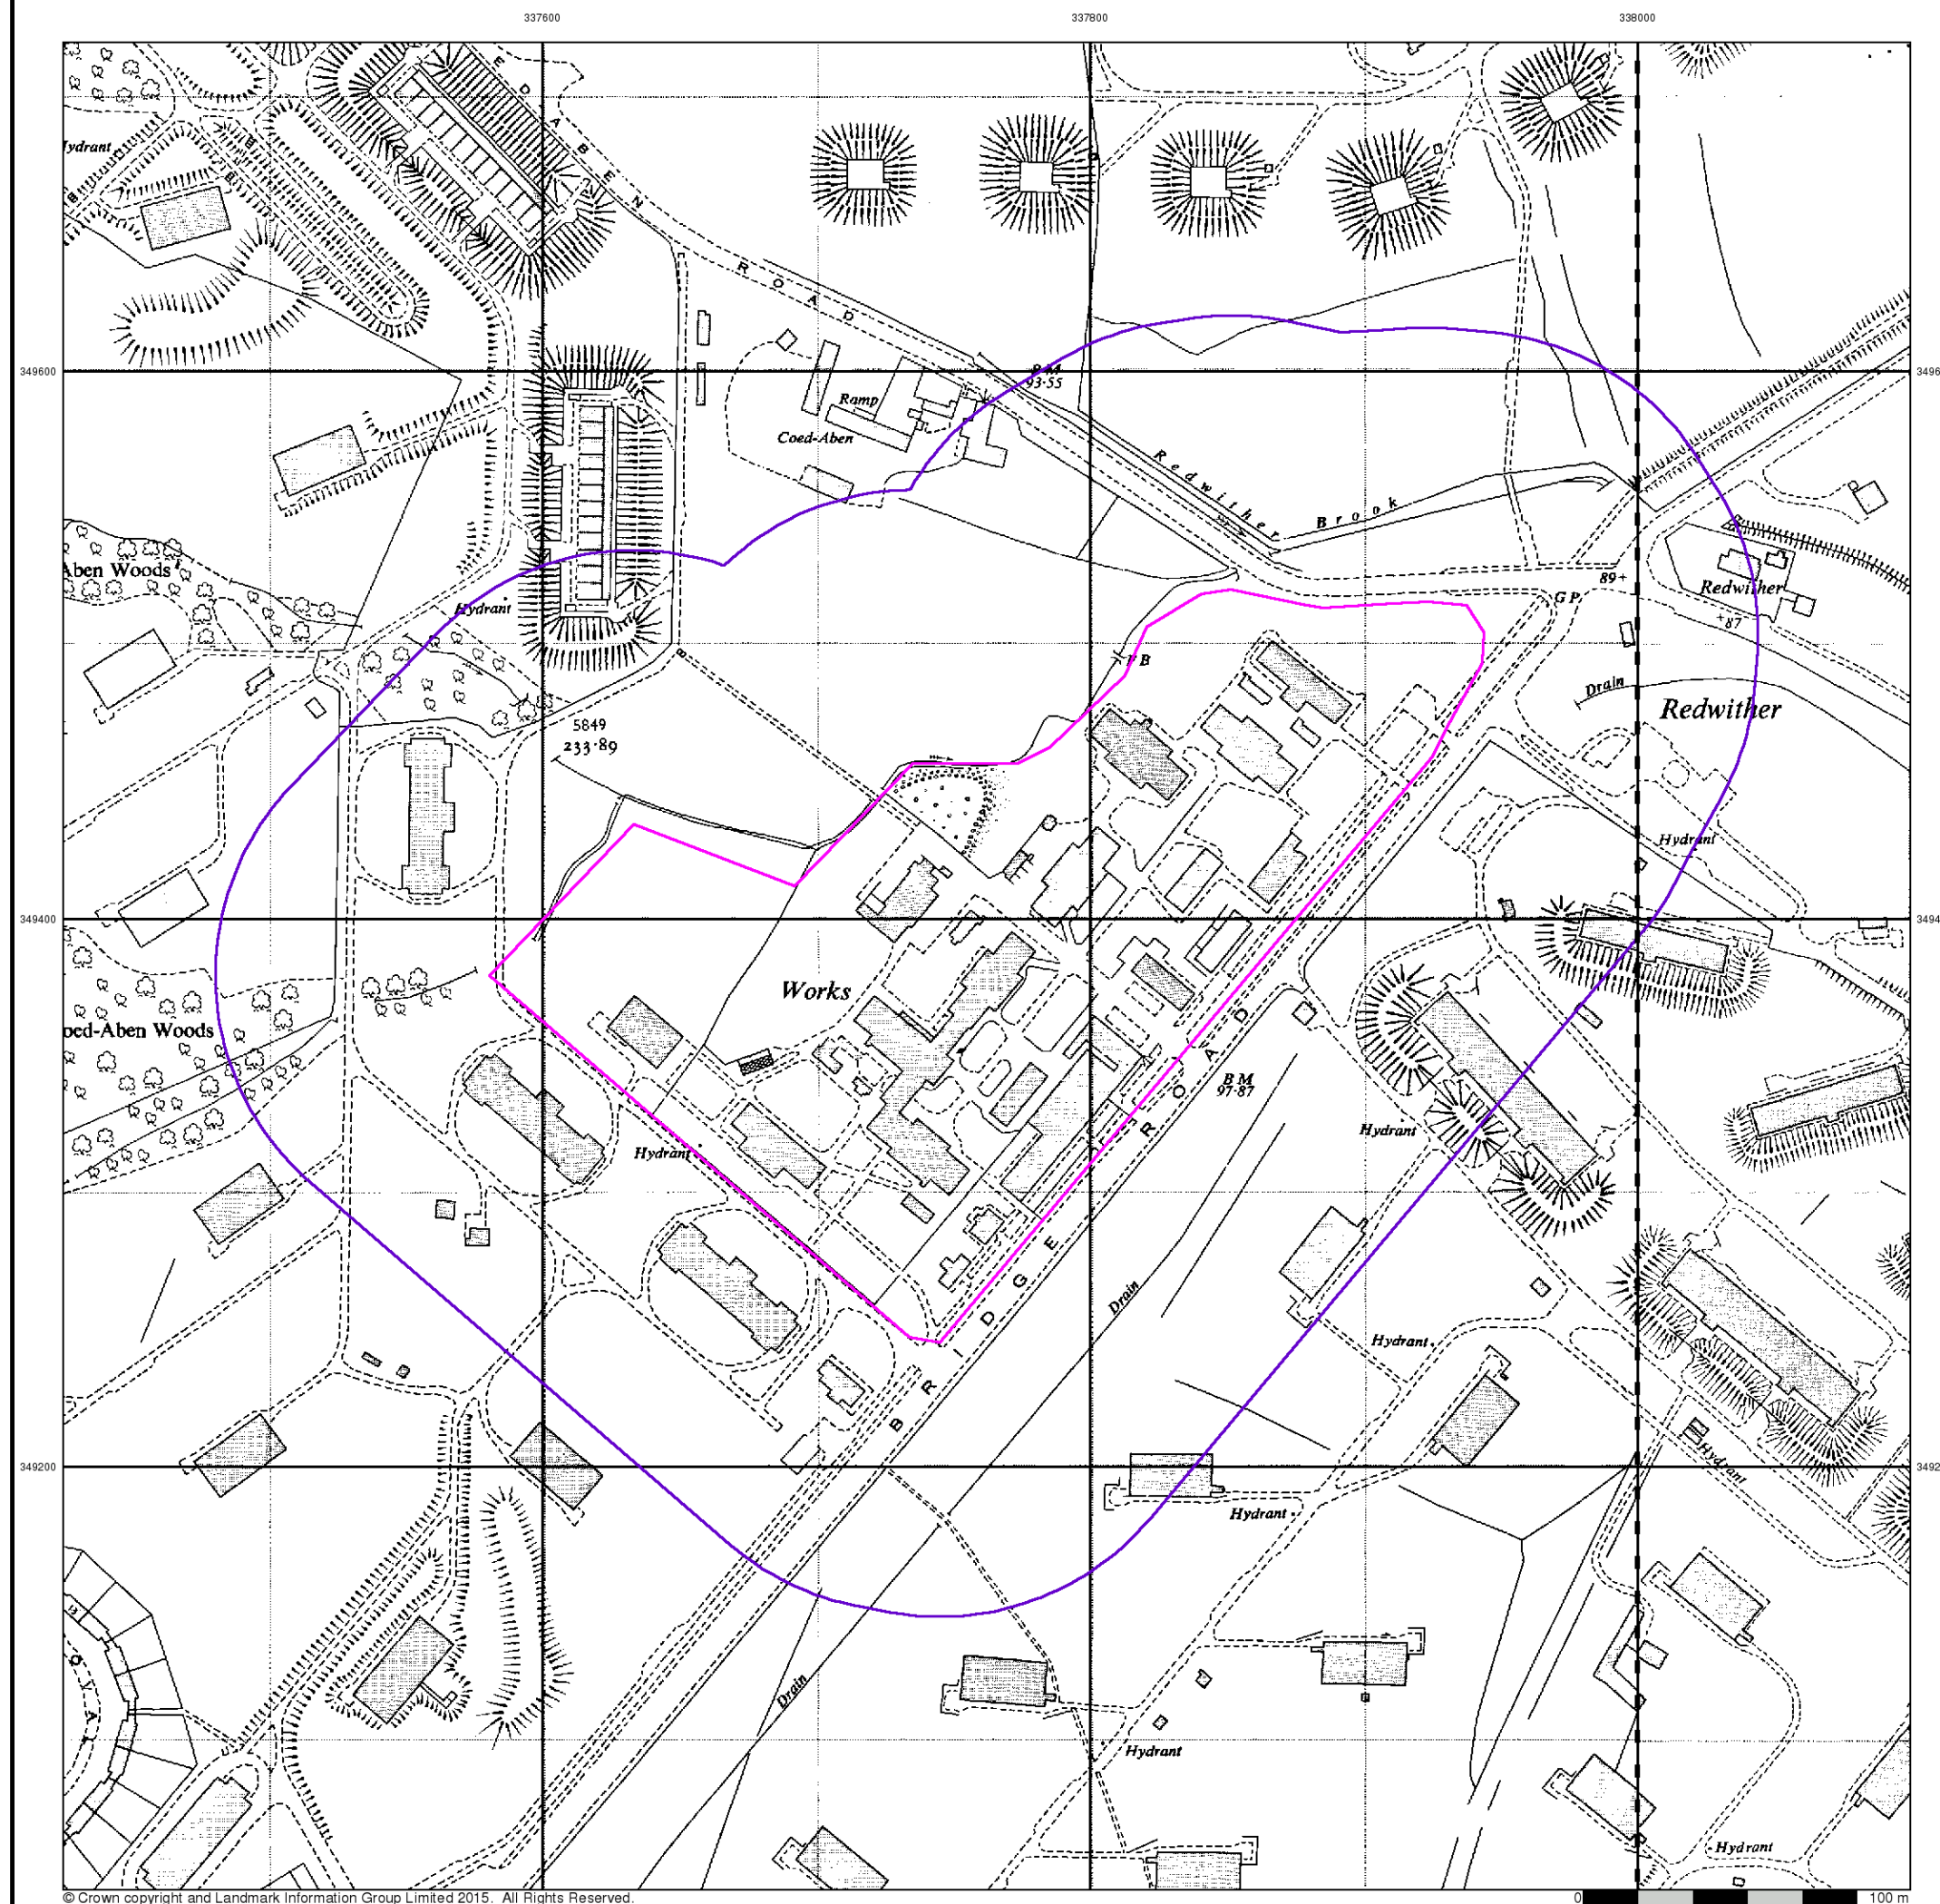 337600 337800 338000
EDABEN
Hydrant
ROAD
349600
BM
93·55
Ramp
Coed-Aben
Redwither
Brook
Aben Woods
Hydrant
89+
GP
Redwither
+87
FB
Drain
Redwither
5849
233·89
Hydrant
349400
Works
oed-Aben Woods
BM
97·87
Hydrant
Hydrant
BRIDGE ROAD
Drain
Hydrant
349200
Hydrant
Hydrant
Drain
Hydrant
Hydrant
© Crown copyright and Landmark Information Group Limited 2015. All Rights Reserved.
0 100 m